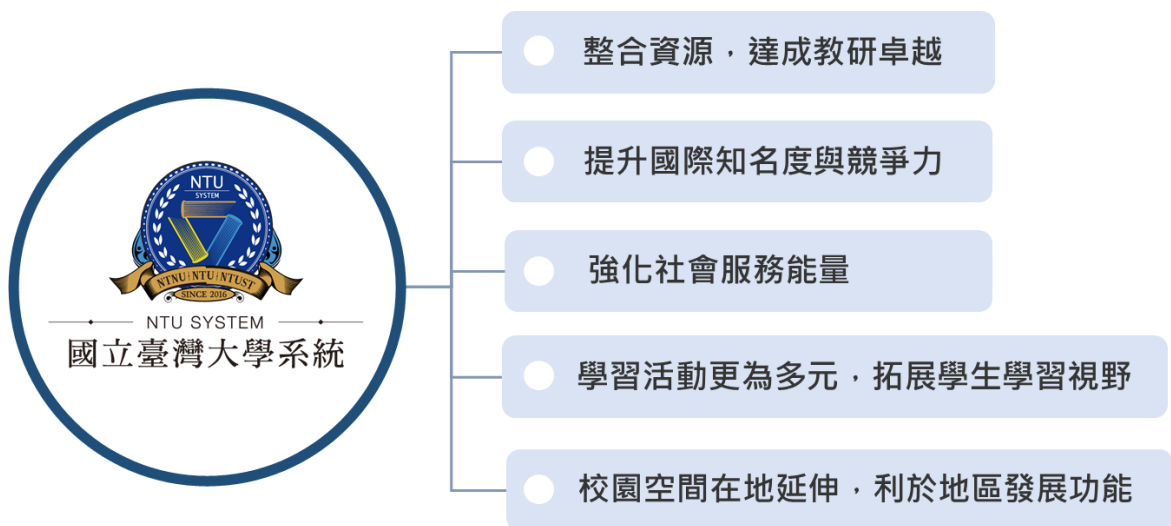 NTU
SYSTEM
NTNU NTU NTUST
SINCE 2016
NTU SYSTEM
國立臺灣大學系統
整合資源，達成教研卓越
提升國際知名度與競爭力
強化社會服務能量
學習活動更為多元，拓展學生學習視野
校園空間在地延伸，利於地區發展功能